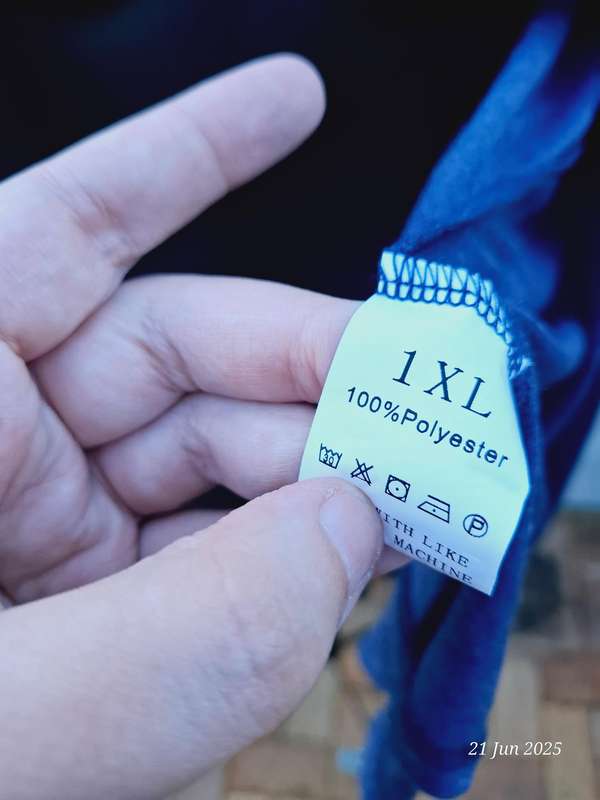 1XL
100%Polyester
30
P
WITH LIKE
MACHINE
21 Jun 2025